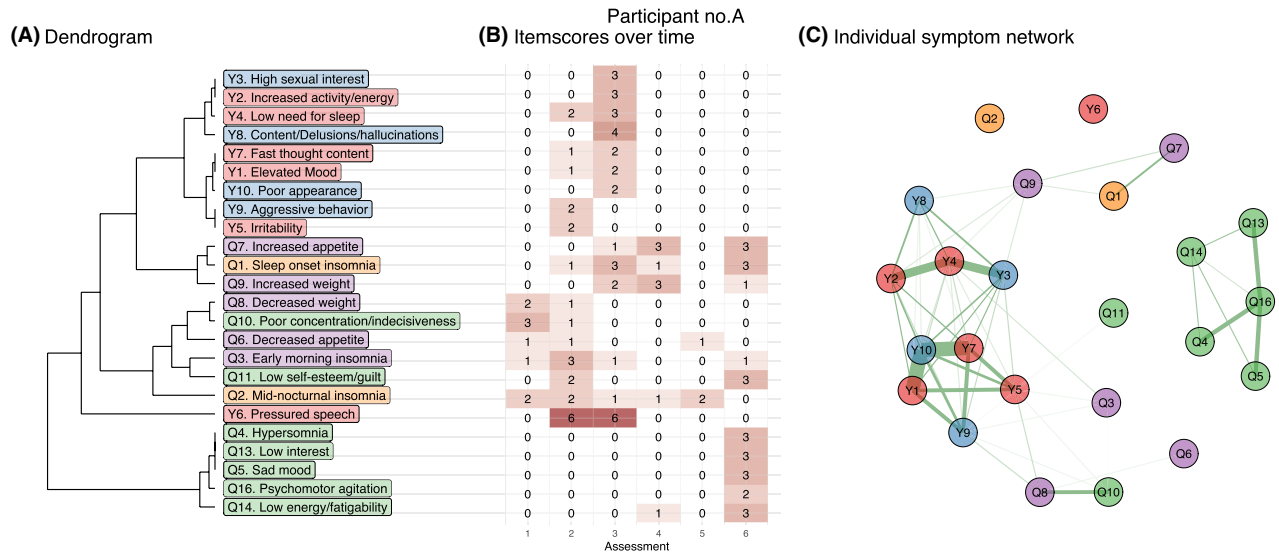 Participant no.A
(A) Dendrogram
(B) Itemscores over time
(C) Individual symptom network
Y3. High sexual interest 0 0 3 0 0 0
Y2. Increased activity/energy 0 0 3 0 0 0
Y4. Low need for sleep 0 2 3 0 0 0
Y8. Content/Delusions/hallucinations 0 0 4 0 0 0
Y7. Fast thought content 0 1 2 0 0 0
Y1. Elevated Mood 0 1 2 0 0 0
Y10. Poor appearance 0 0 2 0 0 0
Y9. Aggressive behavior 0 2 0 0 0 0
Y5. Irritability 0 2 0 0 0 0
Q7. Increased appetite 0 0 1 3 0 3
Q1. Sleep onset insomnia 0 1 3 1 0 3
Q9. Increased weight 0 0 2 3 0 1
Q8. Decreased weight 2 1 0 0 0 0
Q10. Poor concentration/indecisiveness 3 1 0 0 0 0
Q6. Decreased appetite 1 1 0 0 1 0
Q3. Early morning insomnia 1 3 1 0 0 1
Q11. Low self-esteem/guilt 0 2 0 0 0 3
Q2. Mid-nocturnal insomnia 2 2 1 1 2 0
Y6. Pressured speech 0 6 6 0 0 0
Q4. Hypersomnia 0 0 0 0 0 3
Q13. Low interest 0 0 0 0 0 3
Q5. Sad mood 0 0 0 0 0 3
Q16. Psychomotor agitation 0 0 0 0 0 2
Q14. Low energy/fatigability 0 0 0 1 0 3
1 2 3 4 5 6
Assessment
Y6
Q2
Q7
Q9
Q1
Y8
Q13
Q14
Y4
Y2
Y3
Q16
Q11
Q4
Y10
Y7
Q5
Y1
Y5
Q3
Y9
Q6
Q8
Q10